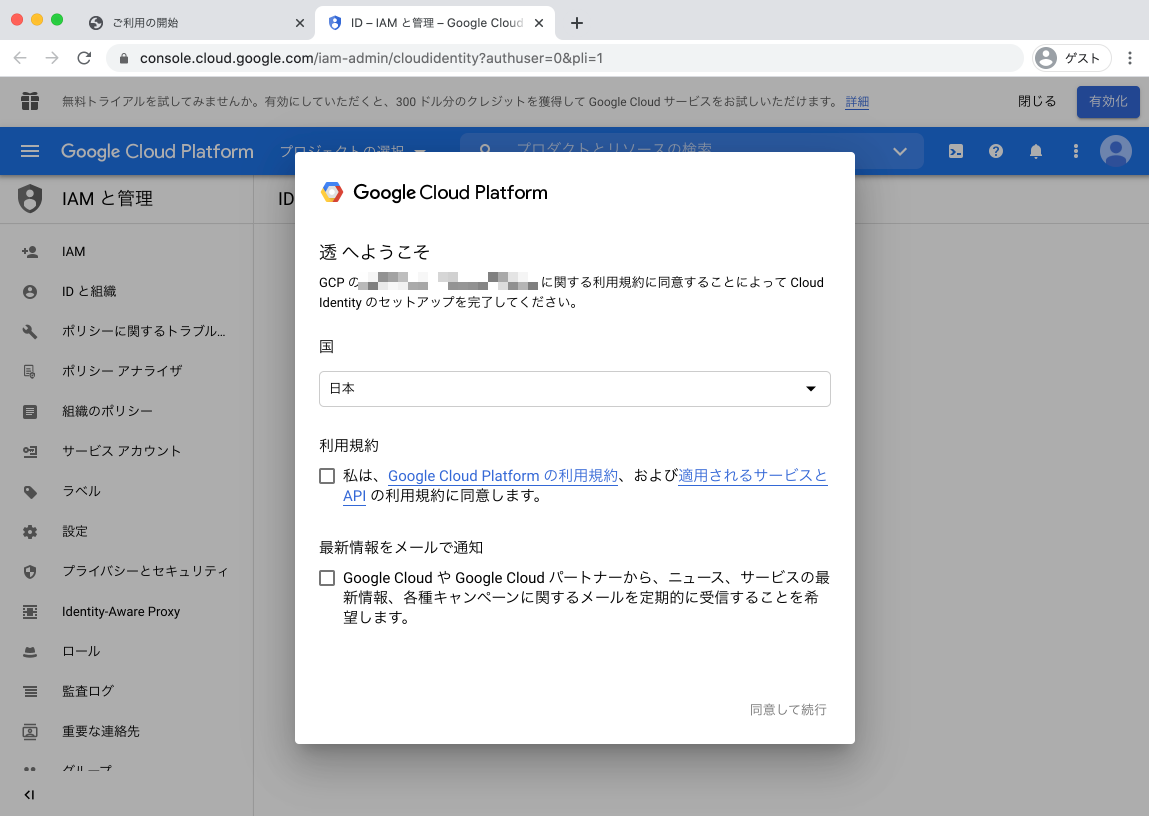 ご利用の開始
ID – IAM と管理 – Google Cloud
console.cloud.google.com/iam-admin/cloudidentity?authuser=0&pli=1
ゲスト
無料トライアルを試してみませんか。有効にしていただくと、300 ドル分のクレジットを獲得して Google Cloud サービスをお試しいただけます。 詳細
閉じる
有効化
Google Cloud Platform
プロジェクトの選択
プロダクトとリソースの検索
IAM と管理
ID
IAM
ID と組織
ポリシーに関するトラブル…
ポリシー アナライザ
組織のポリシー
サービス アカウント
ラベル
設定
プライバシーとセキュリティ
Identity-Aware Proxy
ロール
監査ログ
重要な連絡先
グループ
Google Cloud Platform
透 へようこそ
GCP の に関する利用規約に同意することによって Cloud
Identity のセットアップを完了してください。
国
日本
利用規約
私は、Google Cloud Platform の利用規約、および適用されるサービスと
API の利用規約に同意します。
最新情報をメールで通知
Google Cloud や Google Cloud パートナーから、ニュース、サービスの最
新情報、各種キャンペーンに関するメールを定期的に受信することを希
望します。
同意して続行